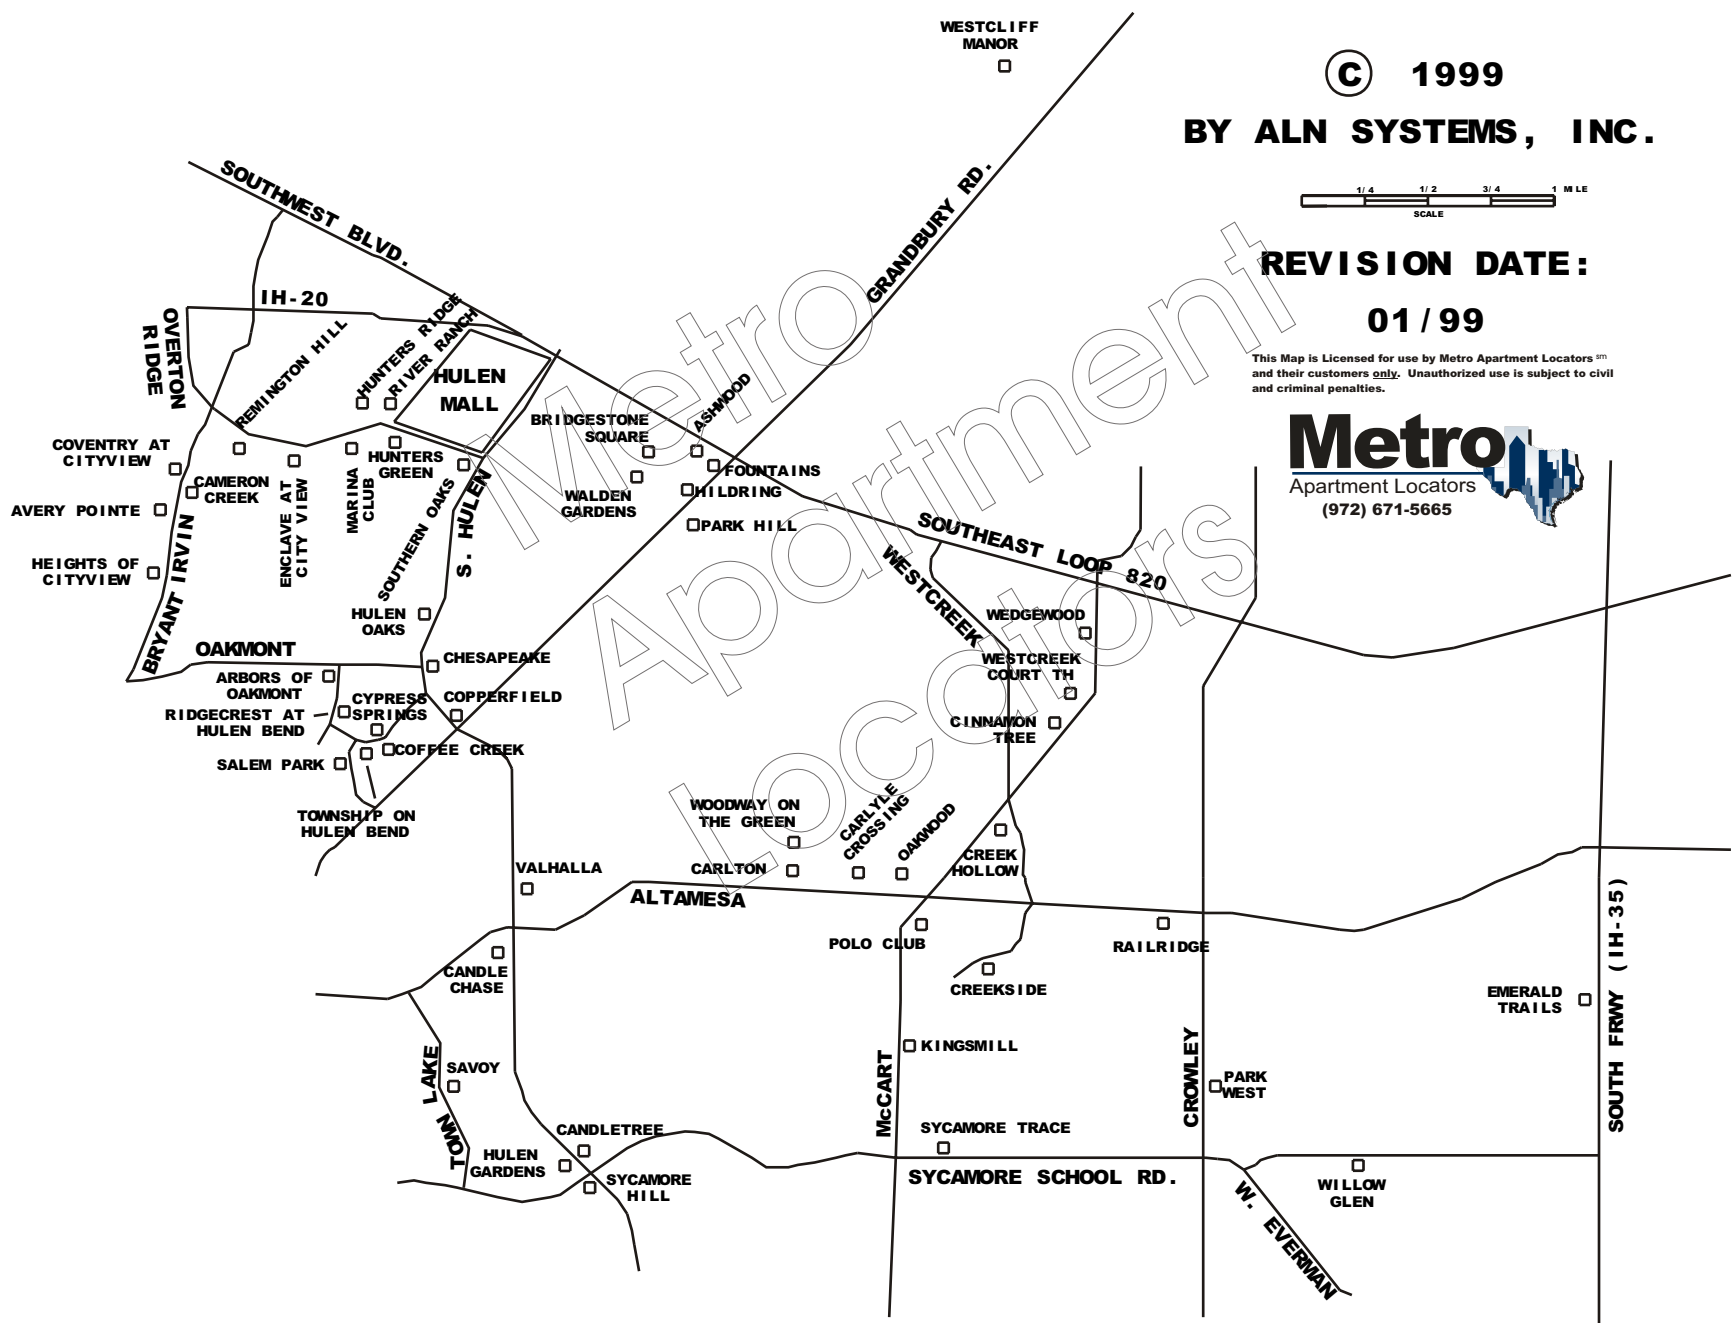 WESTCLIFF
MANOR
© 1999
BY ALN SYSTEMS, INC.
1/4 1/2 3/4 1 MILE
SCALE
REVISION DATE:
01/99
This Map is Licensed for use by Metro Apartment Locators sm
and their customers only. Unauthorized use is subject to civil
and criminal penalties.
Metro
Apartment Locators
(972) 671-5665
Metro
Apartment
Locators
SOUTHWEST BLVD.
GRANDBURY RD.
IH-20
OVERTON
RIDGE
REMINGTON HILL
HUNTERS RIDGE
RIVER RANCH
HULEN
MALL
BRIDGESTONE
SQUARE
ASHWOOD
COVENTRY AT
CITYVIEW
CAMERON
CREEK
ENCLAVE AT
CITY VIEW
MARINA
CLUB
HUNTERS
GREEN
SOUTHERN OAKS
S. HULEN
WALDEN
GARDENS
FOUNTAINS
HILDRING
PARK HILL
AVERY POINTE
HEIGHTS OF
CITYVIEW
BRYANT IRVIN
SOUTHEAST LOOP 820
WESTCREEK
HULEN
OAKS
WEDGEWOOD
OAKMONT
CHESAPEAKE
WESTCREEK
COURT TH
ARBORS OF
OAKMONT
CYPRESS
SPRINGS
COPPERFIELD
RIDGECREST AT
HULEN BEND
CINNAMON
TREE
COFFEE CREEK
SALEM PARK
TOWNSHIP ON
HULEN BEND
WOODWAY ON
THE GREEN
CARLYLE
CROSSING
OAKWOOD
CREEK
HOLLOW
VALHALLA
CARLTON
ALTAMESA
POLO CLUB
RAILRIDGE
SOUTH FRWY (IH-35)
CANDLE
CHASE
CREEKSIDE
EMERALD
TRAILS
KINGSMILL
McCART
CROWLEY
LAKE
TOWN
SAVOY
PARK
WEST
CANDLETREE
SYCAMORE TRACE
HULEN
GARDENS
SYCAMORE
HILL
SYCAMORE SCHOOL RD.
WILLOW
GLEN
W. EVERMAN